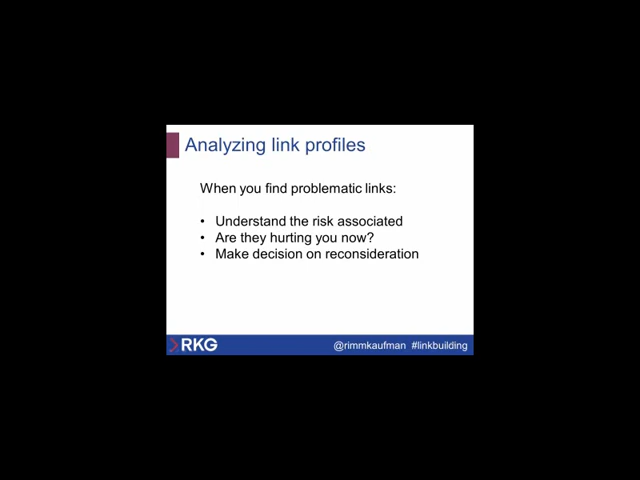 Analyzing link profiles
When you find problematic links:
• Understand the risk associated
• Are they hurting you now?
• Make decision on reconsideration
RKG
@rimmkaufman #linkbuilding